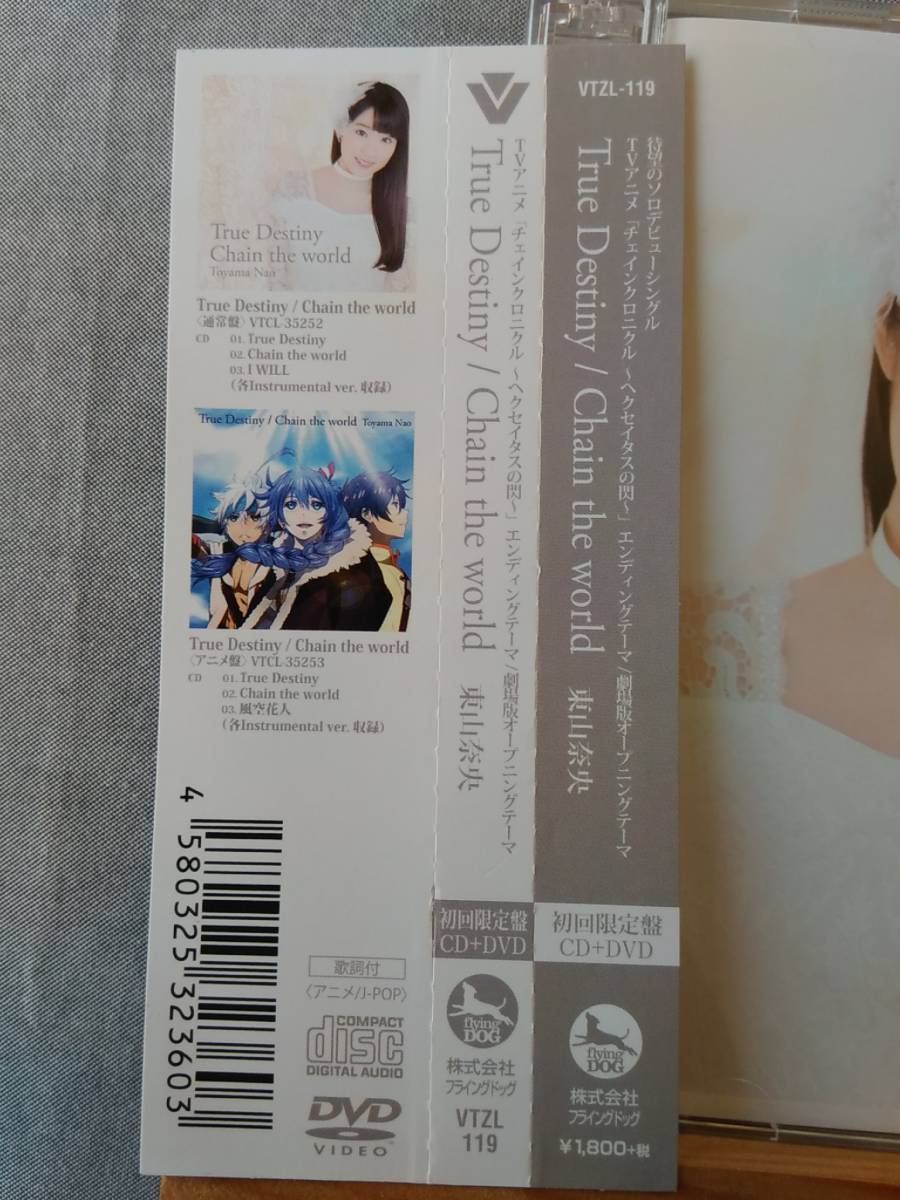 True Destiny
Chain the world
Toyama Nao
True Destiny / Chain the world
〈通常盤〉VTCL 35252
CD 01. True Destiny
02. Chain the world
03. I WILL
(各Instrumental ver. 収録)
True Destiny / Chain the world Toyama Nao
True Destiny / Chain the world
〈アニメ盤〉VTCL 35253
CD 01. True Destiny
02. Chain the world
03. 風空花人
(各Instrumental ver. 収録)
4 580325 323603
歌詞付
〈アニメ/J-POP〉
COMPACT
disc
DIGITAL AUDIO
DVD
VIDEO
TVアニメ「チェインクロニクル ～ヘクセイタスの閃～」エンディングテーマ/劇場版オープニングテーマ
True Destiny / Chain the world 東山奈央
初回限定盤
CD+DVD
flying
DOG
株式会社
フライングドッグ
VTZL
119
VTZL-119
待望のソロデビューシングル
TVアニメ「チェインクロニクル ～ヘクセイタスの閃～」エンディングテーマ/劇場版オープニングテーマ
True Destiny / Chain the world 東山奈央
初回限定盤
CD+DVD
flying
DOG
株式会社
フライングドッグ
¥1,800+税